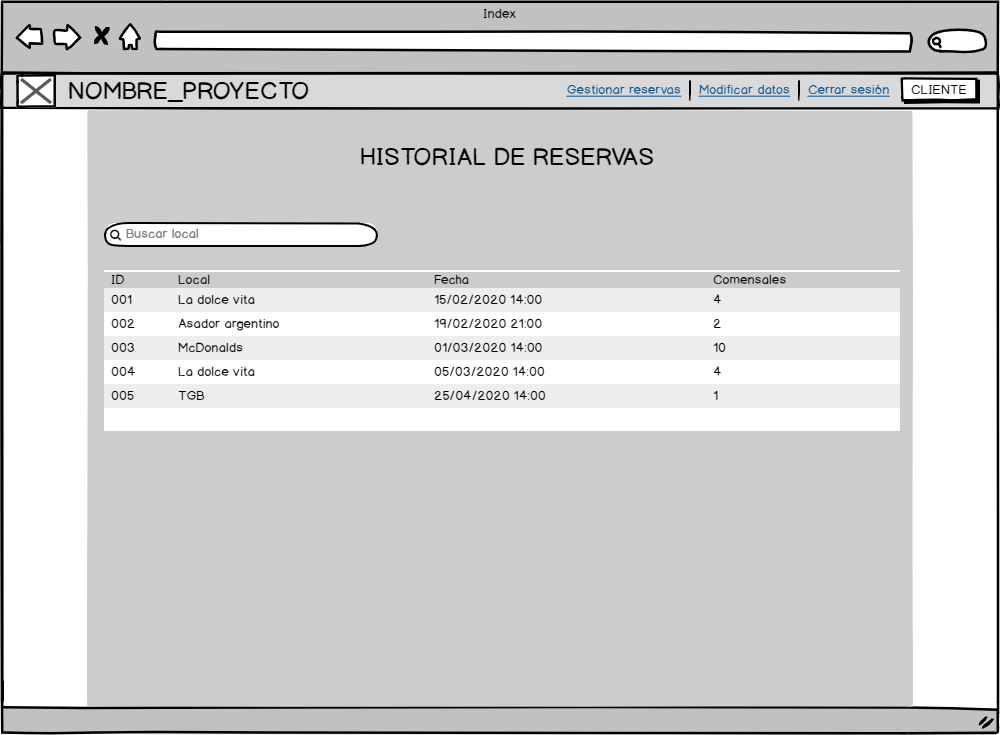 Index
NOMBRE_PROYECTO Gestionar reservas Modificar datos Cerrar sesión CLIENTE
HISTORIAL DE RESERVAS
Buscar local
ID Local Fecha Comensales
001 La dolce vita 15/02/2020 14:00 4
002 Asador argentino 19/02/2020 21:00 2
003 McDonalds 01/03/2020 14:00 10
004 La dolce vita 05/03/2020 14:00 4
005 TGB 25/04/2020 14:00 1